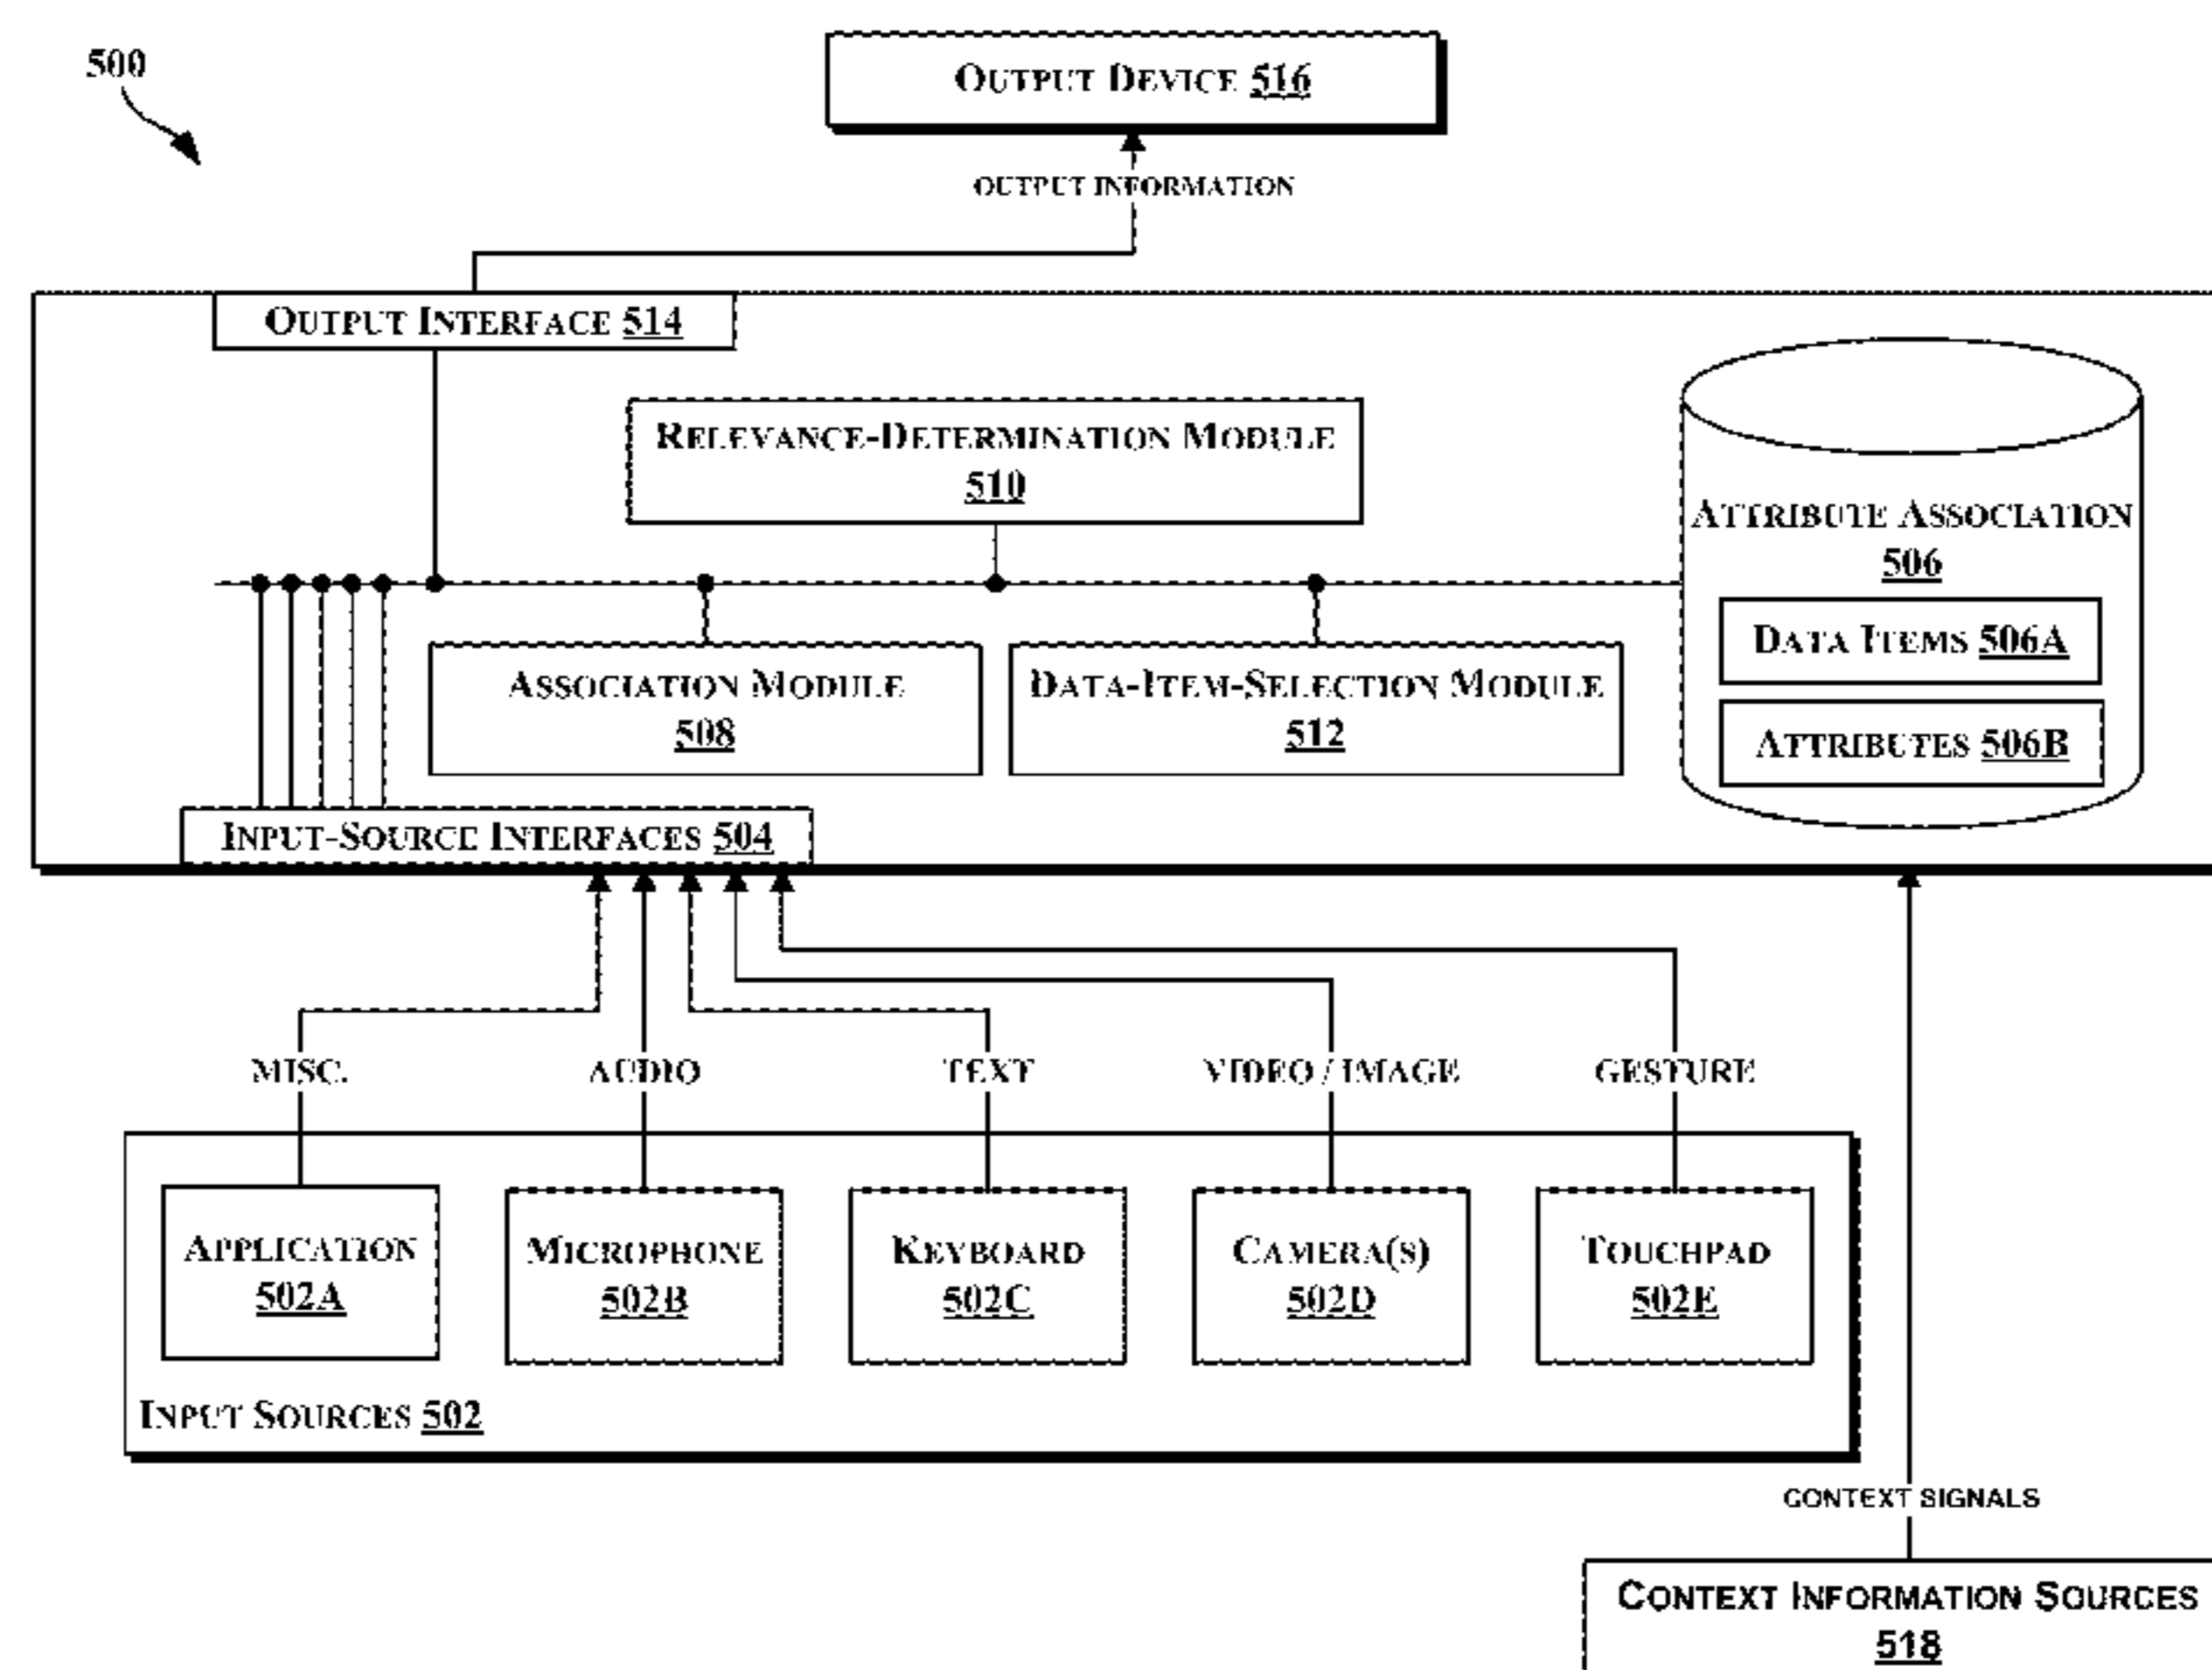 500
OUTPUT DEVICE 516
OUTPUT INFORMATION
OUTPUT INTERFACE 514
RELEVANCE-DETERMINATION MODULE
510
ATTRIBUTE ASSOCIATION
506
DATA ITEMS 506A
ATTRIBUTES 506B
ASSOCIATION MODULE
508
DATA-ITEM-SELECTION MODULE
512
INPUT-SOURCE INTERFACES 504
MISC.
AUDIO
TEXT
VIDEO / IMAGE
GESTURE
APPLICATION
502A
MICROPHONE
502B
KEYBOARD
502C
CAMERA(S)
502D
TOUCHPAD
502E
INPUT SOURCES 502
CONTEXT SIGNALS
CONTEXT INFORMATION SOURCES
518